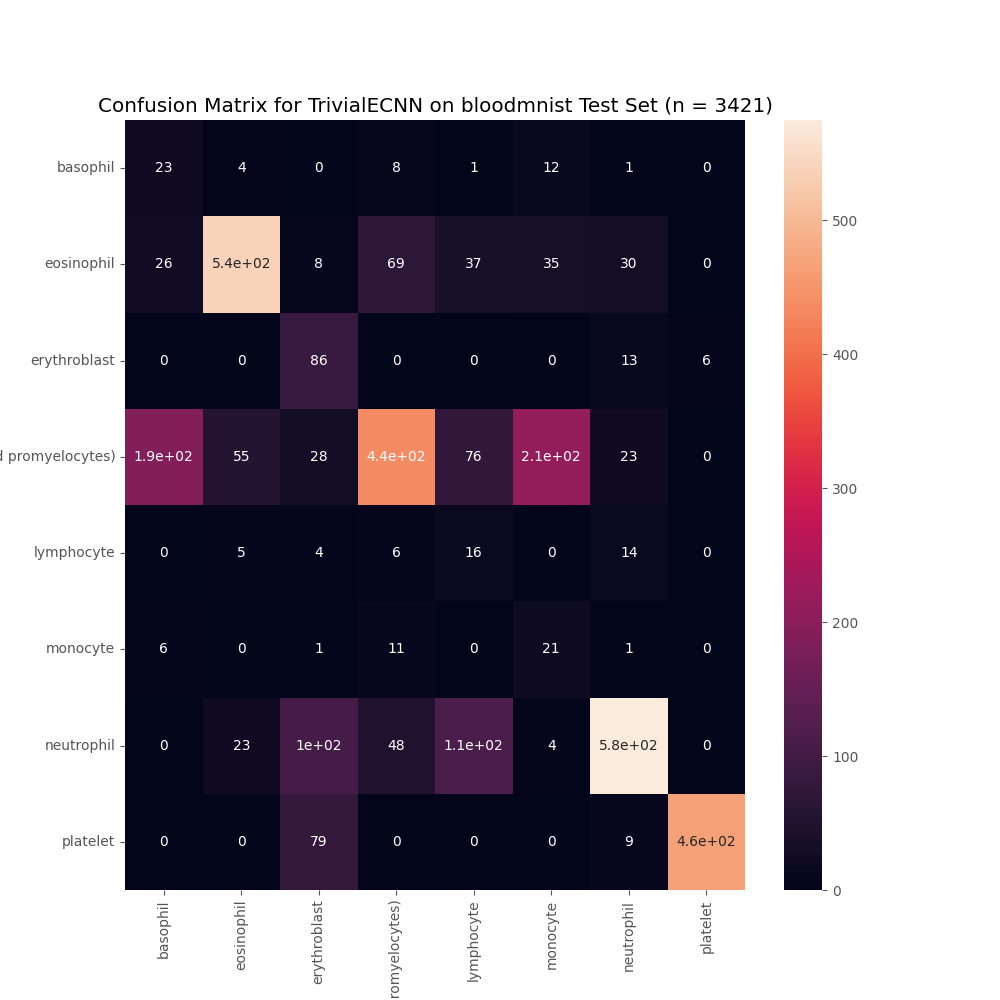 Confusion Matrix for TrivialECNN on bloodmnist Test Set (n = 3421)
basophil 23 4 0 8 1 12 1 0
eosinophil 26 5.4e+02 8 69 37 35 30 0
erythroblast 0 0 86 0 0 0 13 6
d promyelocytes) 1.9e+02 55 28 4.4e+02 76 2.1e+02 23 0
lymphocyte 0 5 4 6 16 0 14 0
monocyte 6 0 1 11 0 21 1 0
neutrophil 0 23 1e+02 48 1.1e+02 4 5.8e+02 0
platelet 0 0 79 0 0 0 9 4.6e+02
basophil
eosinophil
erythroblast
romyelocytes)
lymphocyte
monocyte
neutrophil
platelet
500
400
300
200
100
0